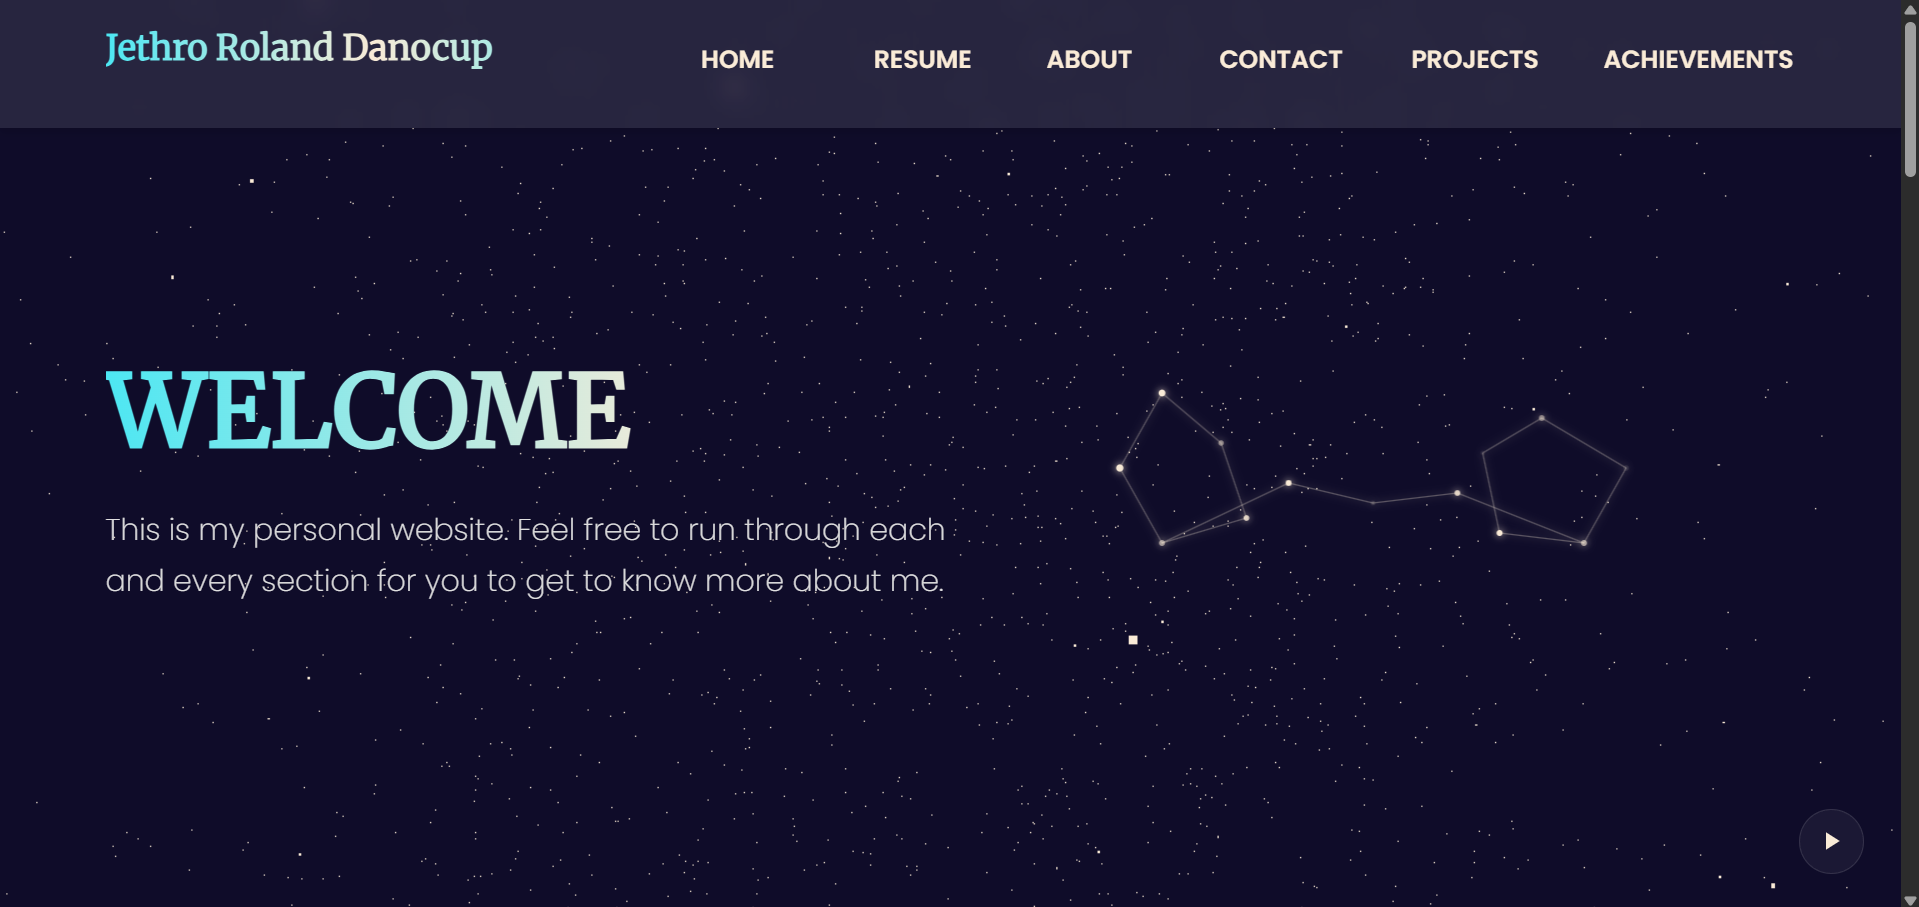 Jethro Roland Danocup
HOME RESUME ABOUT CONTACT PROJECTS ACHIEVEMENTS
WELCOME
This is my personal website. Feel free to run through each
and every section for you to get to know more about me.